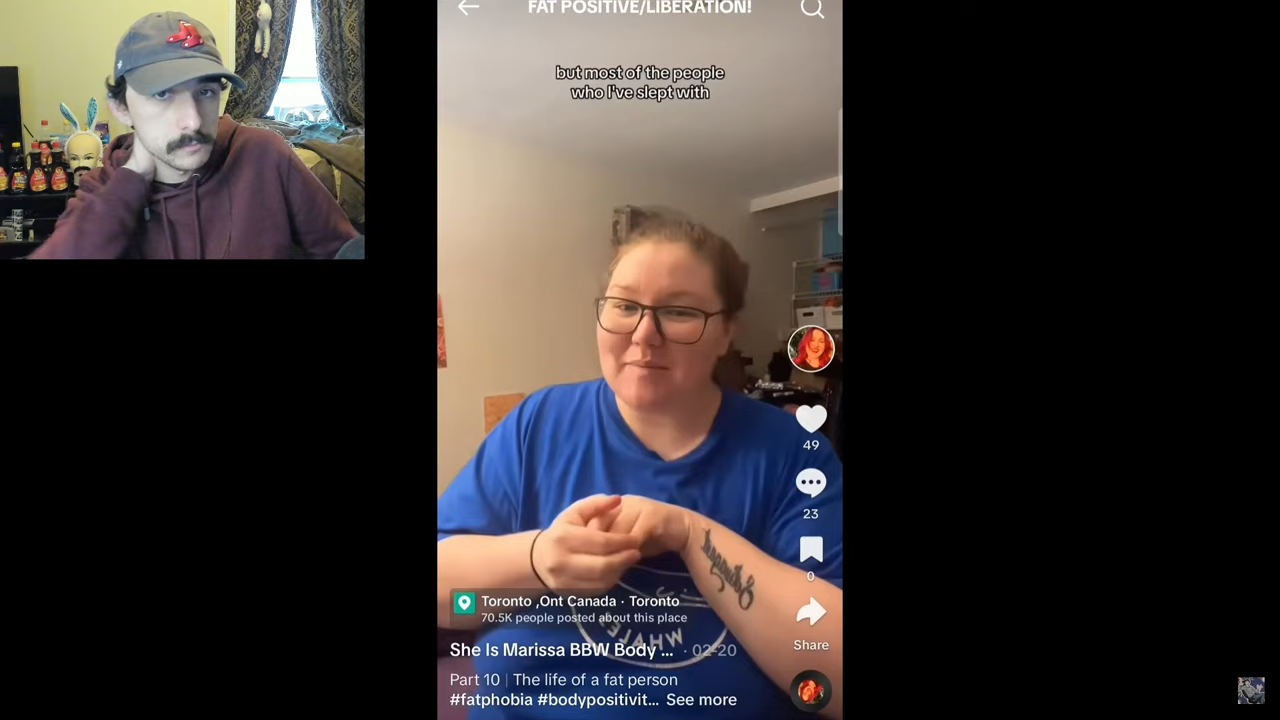 FAT POSITIVE/LIBERATION!
but most of the people
who I've slept with
49
23
0
Toronto ,Ont Canada · Toronto
70.5K people posted about this place
She Is Marissa BBW Body ... · 02-20
Share
Part 10 | The life of a fat person
#fatphobia #bodypositivit... See more